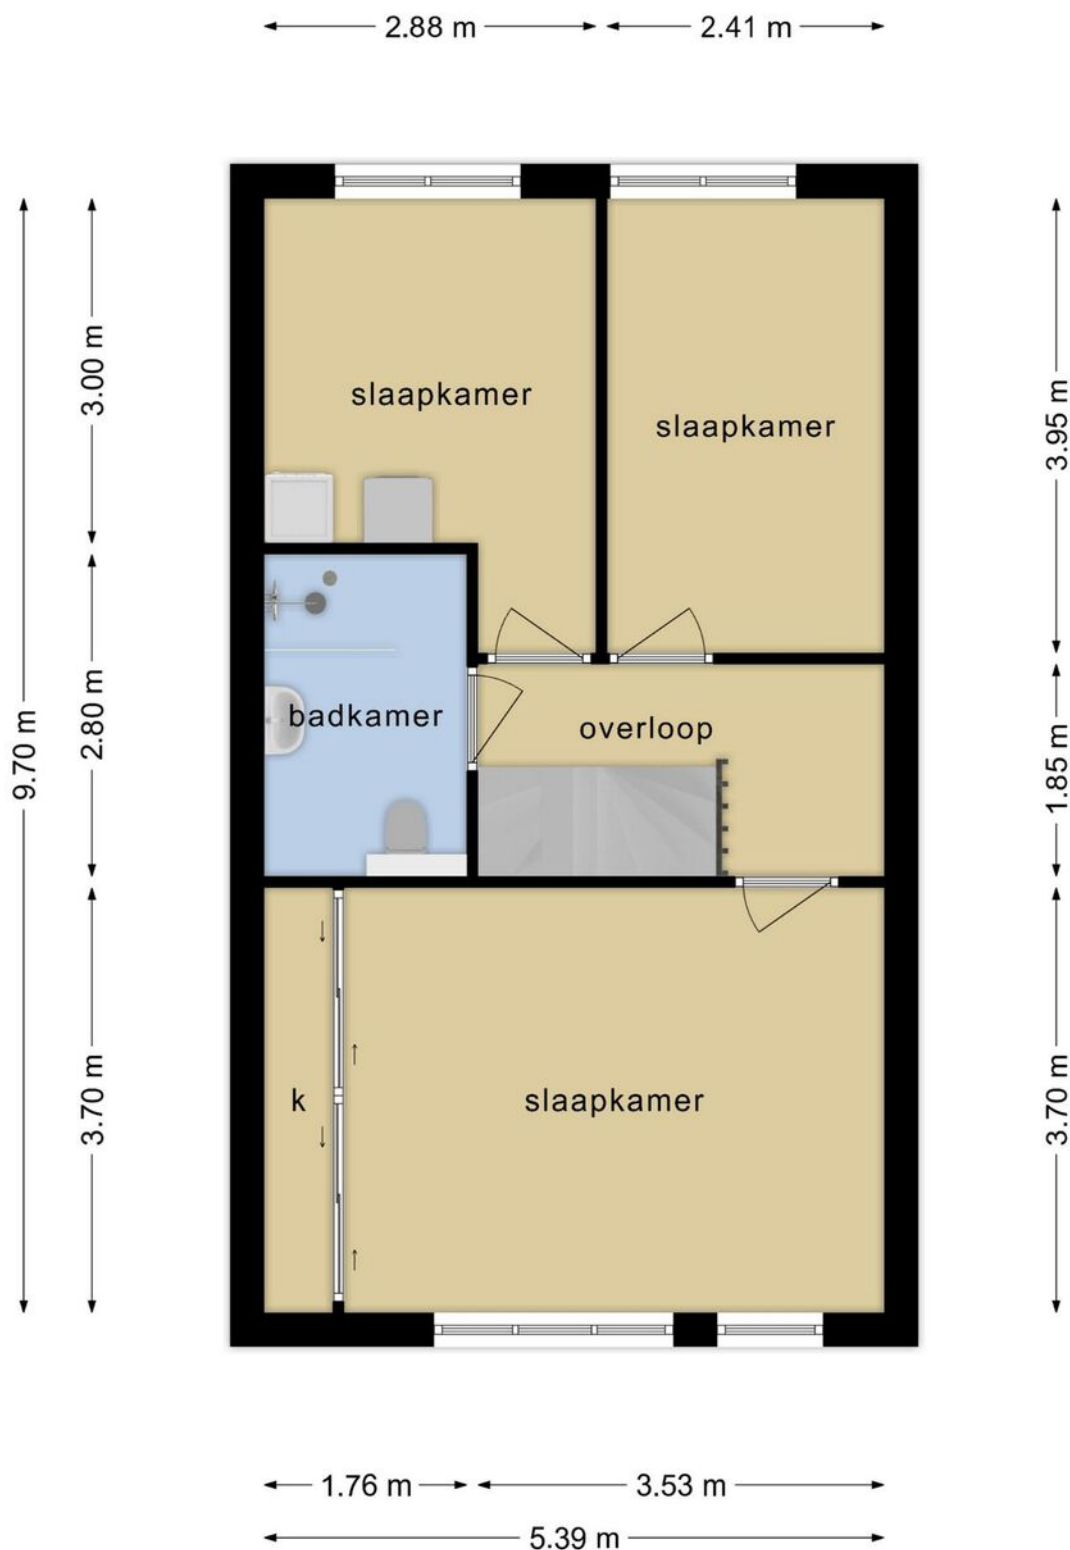 2.88 m
2.41 m
3.00 m
3.95 m
slaapkamer
slaapkamer
9.70 m
2.80 m
badkamer
overloop
1.85 m
3.70 m
k
slaapkamer
3.70 m
1.76 m
3.53 m
5.39 m